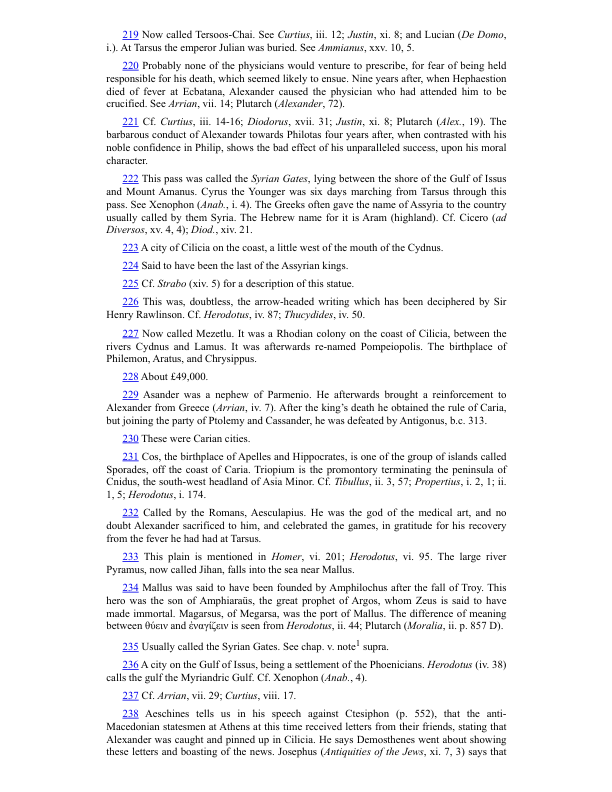 219 Now called Tersoos-Chai. See Curtius, iii. 12; Justin, xi. 8; and Lucian (De Domo,
i.). At Tarsus the emperor Julian was buried. See Ammianus, xxv. 10, 5.
220 Probably none of the physicians would venture to prescribe, for fear of being held
responsible for his death, which seemed likely to ensue. Nine years after, when Hephaestion
died of fever at Ecbatana, Alexander caused the physician who had attended him to be
crucified. See Arrian, vii. 14; Plutarch (Alexander, 72).
221 Cf. Curtius, iii. 14-16; Diodorus, xvii. 31; Justin, xi. 8; Plutarch (Alex., 19). The
barbarous conduct of Alexander towards Philotas four years after, when contrasted with his
noble confidence in Philip, shows the bad effect of his unparalleled success, upon his moral
character.
222 This pass was called the Syrian Gates, lying between the shore of the Gulf of Issus
and Mount Amanus. Cyrus the Younger was six days marching from Tarsus through this
pass. See Xenophon (Anab., i. 4). The Greeks often gave the name of Assyria to the country
usually called by them Syria. The Hebrew name for it is Aram (highland). Cf. Cicero (ad
Diversos, xv. 4, 4); Diod., xiv. 21.
223 A city of Cilicia on the coast, a little west of the mouth of the Cydnus.
224 Said to have been the last of the Assyrian kings.
225 Cf. Strabo (xiv. 5) for a description of this statue.
226 This was, doubtless, the arrow-headed writing which has been deciphered by Sir
Henry Rawlinson. Cf. Herodotus, iv. 87; Thucydides, iv. 50.
227 Now called Mezetlu. It was a Rhodian colony on the coast of Cilicia, between the
rivers Cydnus and Lamus. It was afterwards re-named Pompeiopolis. The birthplace of
Philemon, Aratus, and Chrysippus.
228 About £49,000.
229 Asander was a nephew of Parmenio. He afterwards brought a reinforcement to
Alexander from Greece (Arrian, iv. 7). After the king’s death he obtained the rule of Caria,
but joining the party of Ptolemy and Cassander, he was defeated by Antigonus, b.c. 313.
230 These were Carian cities.
231 Cos, the birthplace of Apelles and Hippocrates, is one of the group of islands called
Sporades, off the coast of Caria. Triopium is the promontory terminating the peninsula of
Cnidus, the south-west headland of Asia Minor. Cf. Tibullus, ii. 3, 57; Propertius, i. 2, 1; ii.
1, 5; Herodotus, i. 174.
232 Called by the Romans, Aesculapius. He was the god of the medical art, and no
doubt Alexander sacrificed to him, and celebrated the games, in gratitude for his recovery
from the fever he had had at Tarsus.
233 This plain is mentioned in Homer, vi. 201; Herodotus, vi. 95. The large river
Pyramus, now called Jihan, falls into the sea near Mallus.
234 Mallus was said to have been founded by Amphilochus after the fall of Troy. This
hero was the son of Amphiaraüs, the great prophet of Argos, whom Zeus is said to have
made immortal. Magarsus, of Megarsa, was the port of Mallus. The difference of meaning
between θύειν and ἐναγίζειν is seen from Herodotus, ii. 44; Plutarch (Moralia, ii. p. 857 D).
235 Usually called the Syrian Gates. See chap. v. note1 supra.
236 A city on the Gulf of Issus, being a settlement of the Phoenicians. Herodotus (iv. 38)
calls the gulf the Myriandric Gulf. Cf. Xenophon (Anab., 4).
237 Cf. Arrian, vii. 29; Curtius, viii. 17.
238 Aeschines tells us in his speech against Ctesiphon (p. 552), that the anti-
Macedonian statesmen at Athens at this time received letters from their friends, stating that
Alexander was caught and pinned up in Cilicia. He says Demosthenes went about showing
these letters and boasting of the news. Josephus (Antiquities of the Jews, xi. 7, 3) says that